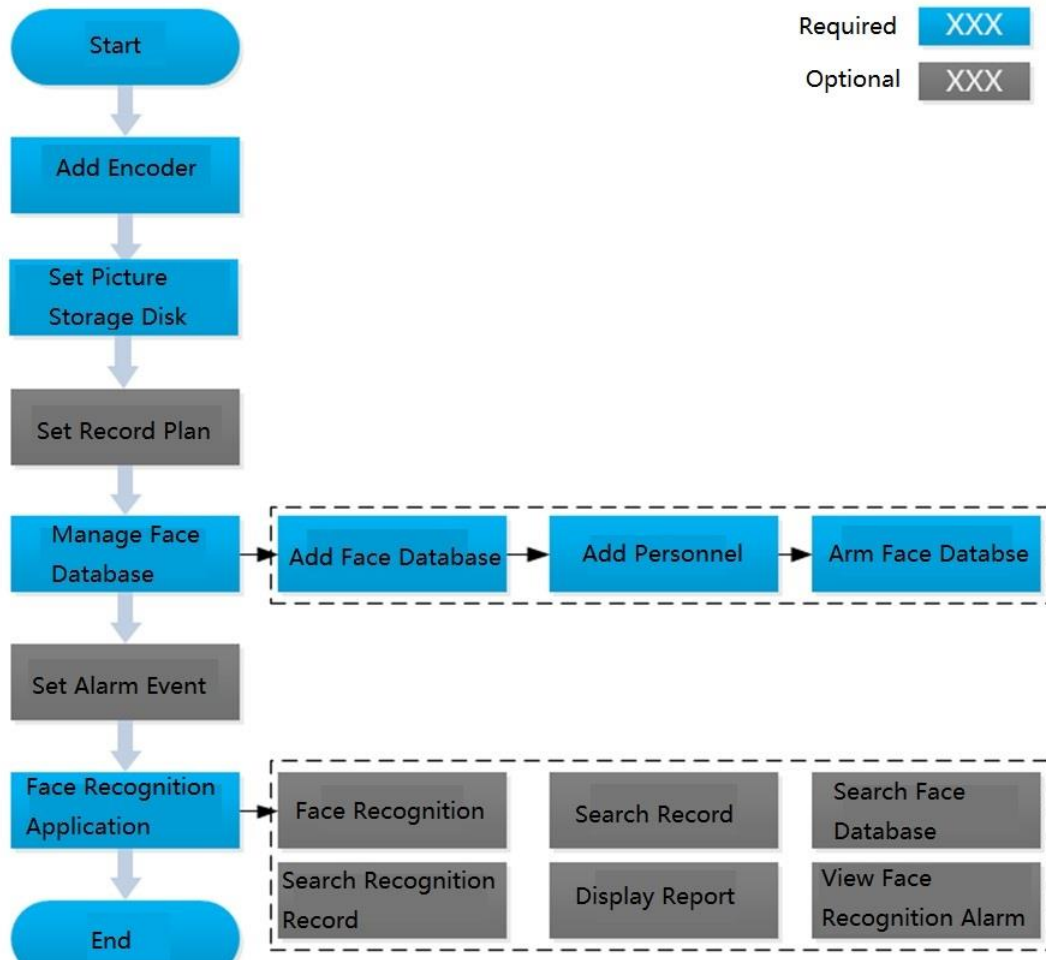 Start
Required XXX
Optional XXX
Add Encoder
Set Picture
Storage Disk
Set Record Plan
Manage Face
Database
Add Face Database
Add Personnel
Arm Face Databse
Set Alarm Event
Face Recognition
Application
Face Recognition
Search Record
Search Face
Database
Search Recognition
Record
Display Report
View Face
Recognition Alarm
End